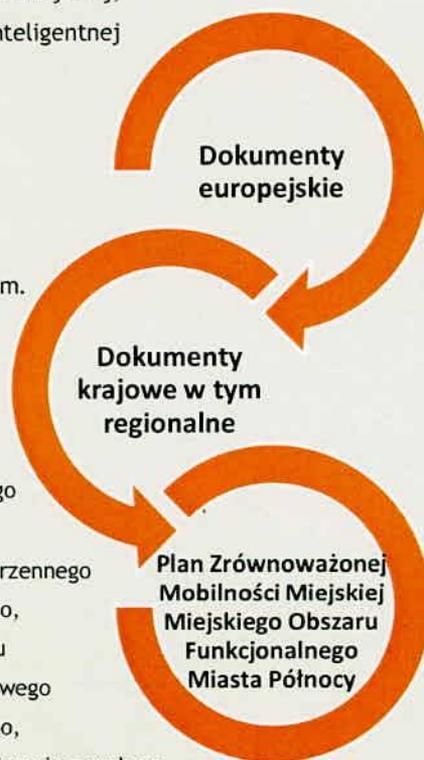 nteligentnej
Dokumenty
europejskie
m.
Dokumenty
krajowe w tym
regionalne
go
rzennego
o,
u
wego
o,
Plan Zrównoważonej
Mobilności Miejskiej
Miejskiego Obszaru
Funkcjonalnego
Miasta Północy